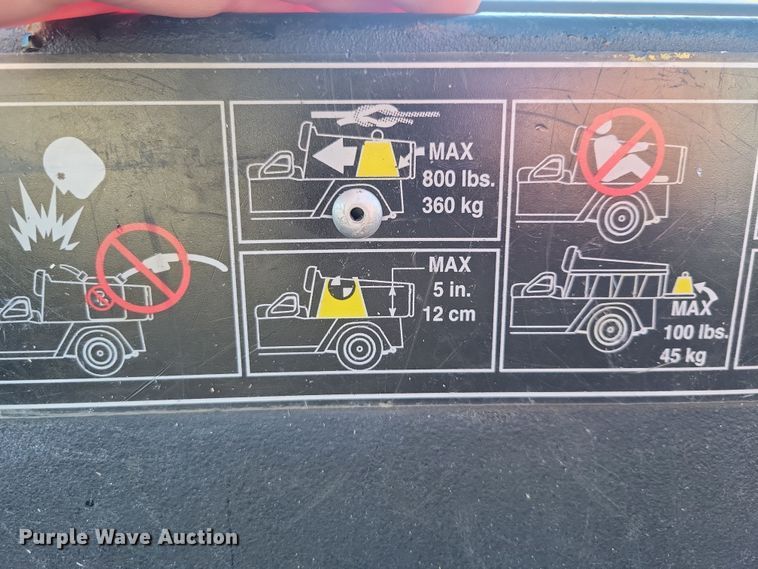 MAX
800 lbs.
360 kg
MAX
5 in.
12 cm
MAX
100 lbs.
45 kg
Purple Wave Auction